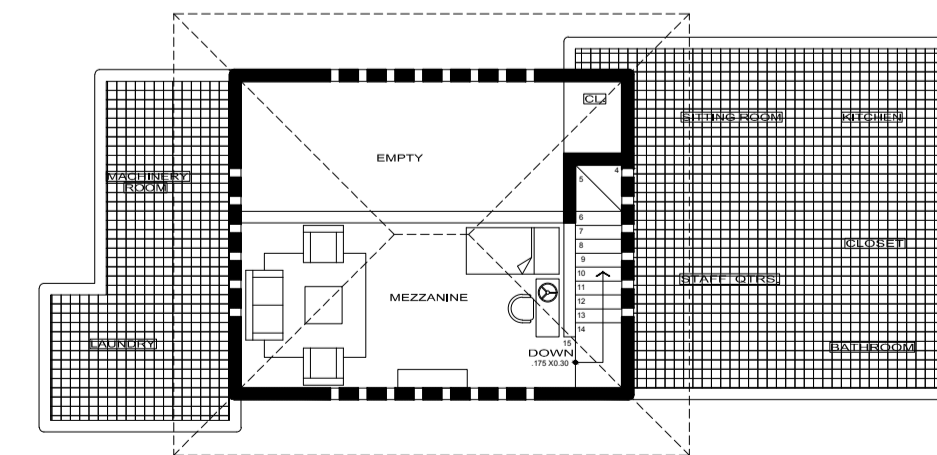 CL.
SITTING ROOM
KITCHEN
EMPTY
MACHINERY
ROOM
4
5
6
7
8
9
10
11
12
13
14
15
CLOSET
STAFF QTRS.
MEZZANINE
LAUNDRY
BATHROOM
DOWN
.175 X0.30